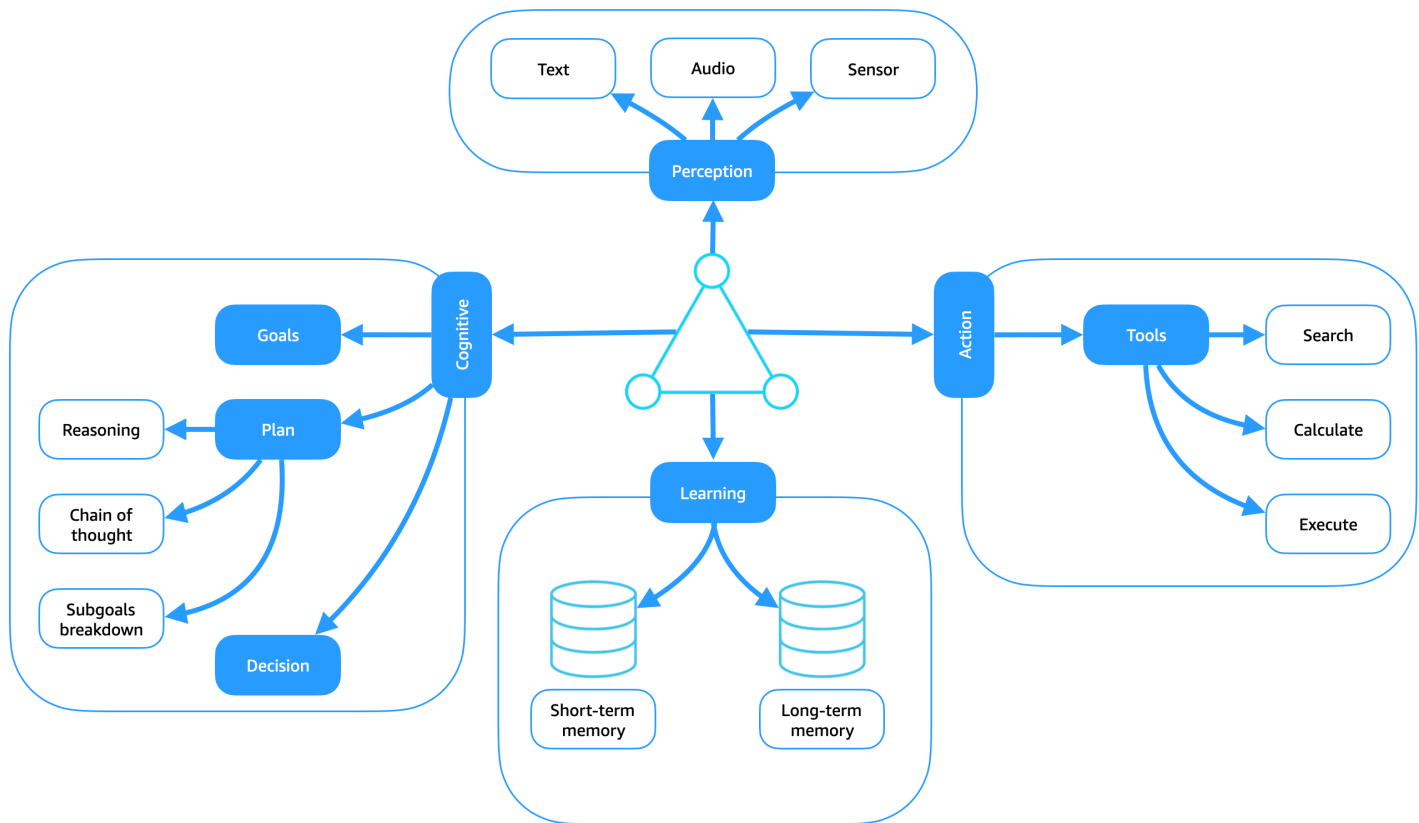 Text
Audio
Sensor
Perception
Cognitive
Goals
Plan
Reasoning
Chain of
thought
Subgoals
breakdown
Decision
Action
Tools
Search
Calculate
Execute
Learning
Short-term
memory
Long-term
memory